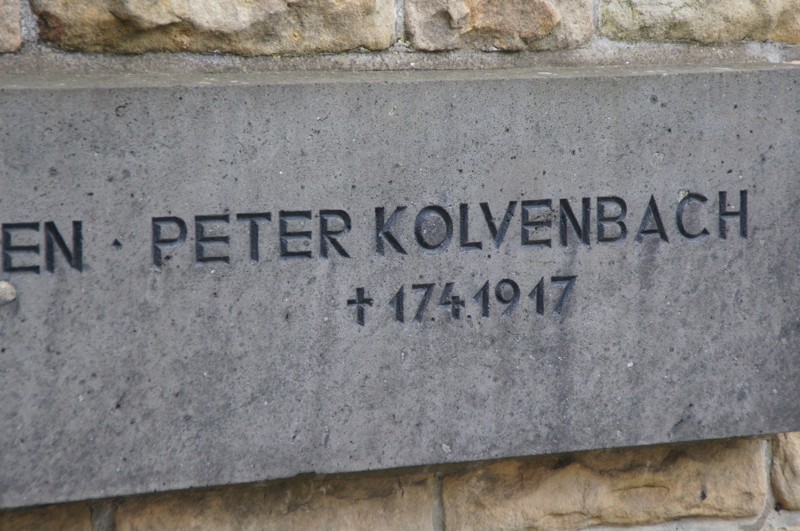 EN · PETER KOLVENBACH
† 17.4.1917